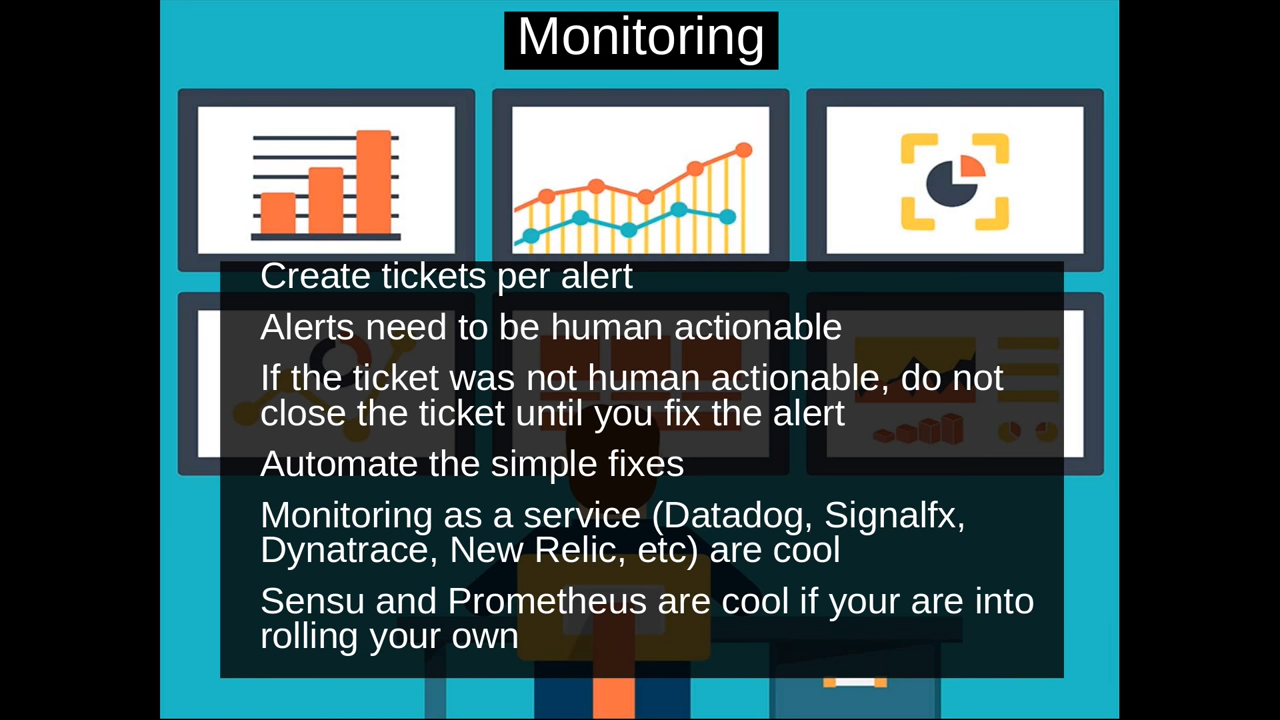 Monitoring
Create tickets per alert
Alerts need to be human actionable
If the ticket was not human actionable, do not
close the ticket until you fix the alert
Automate the simple fixes
Monitoring as a service (Datadog, Signalfx,
Dynatrace, New Relic, etc) are cool
Sensu and Prometheus are cool if your are into
rolling your own